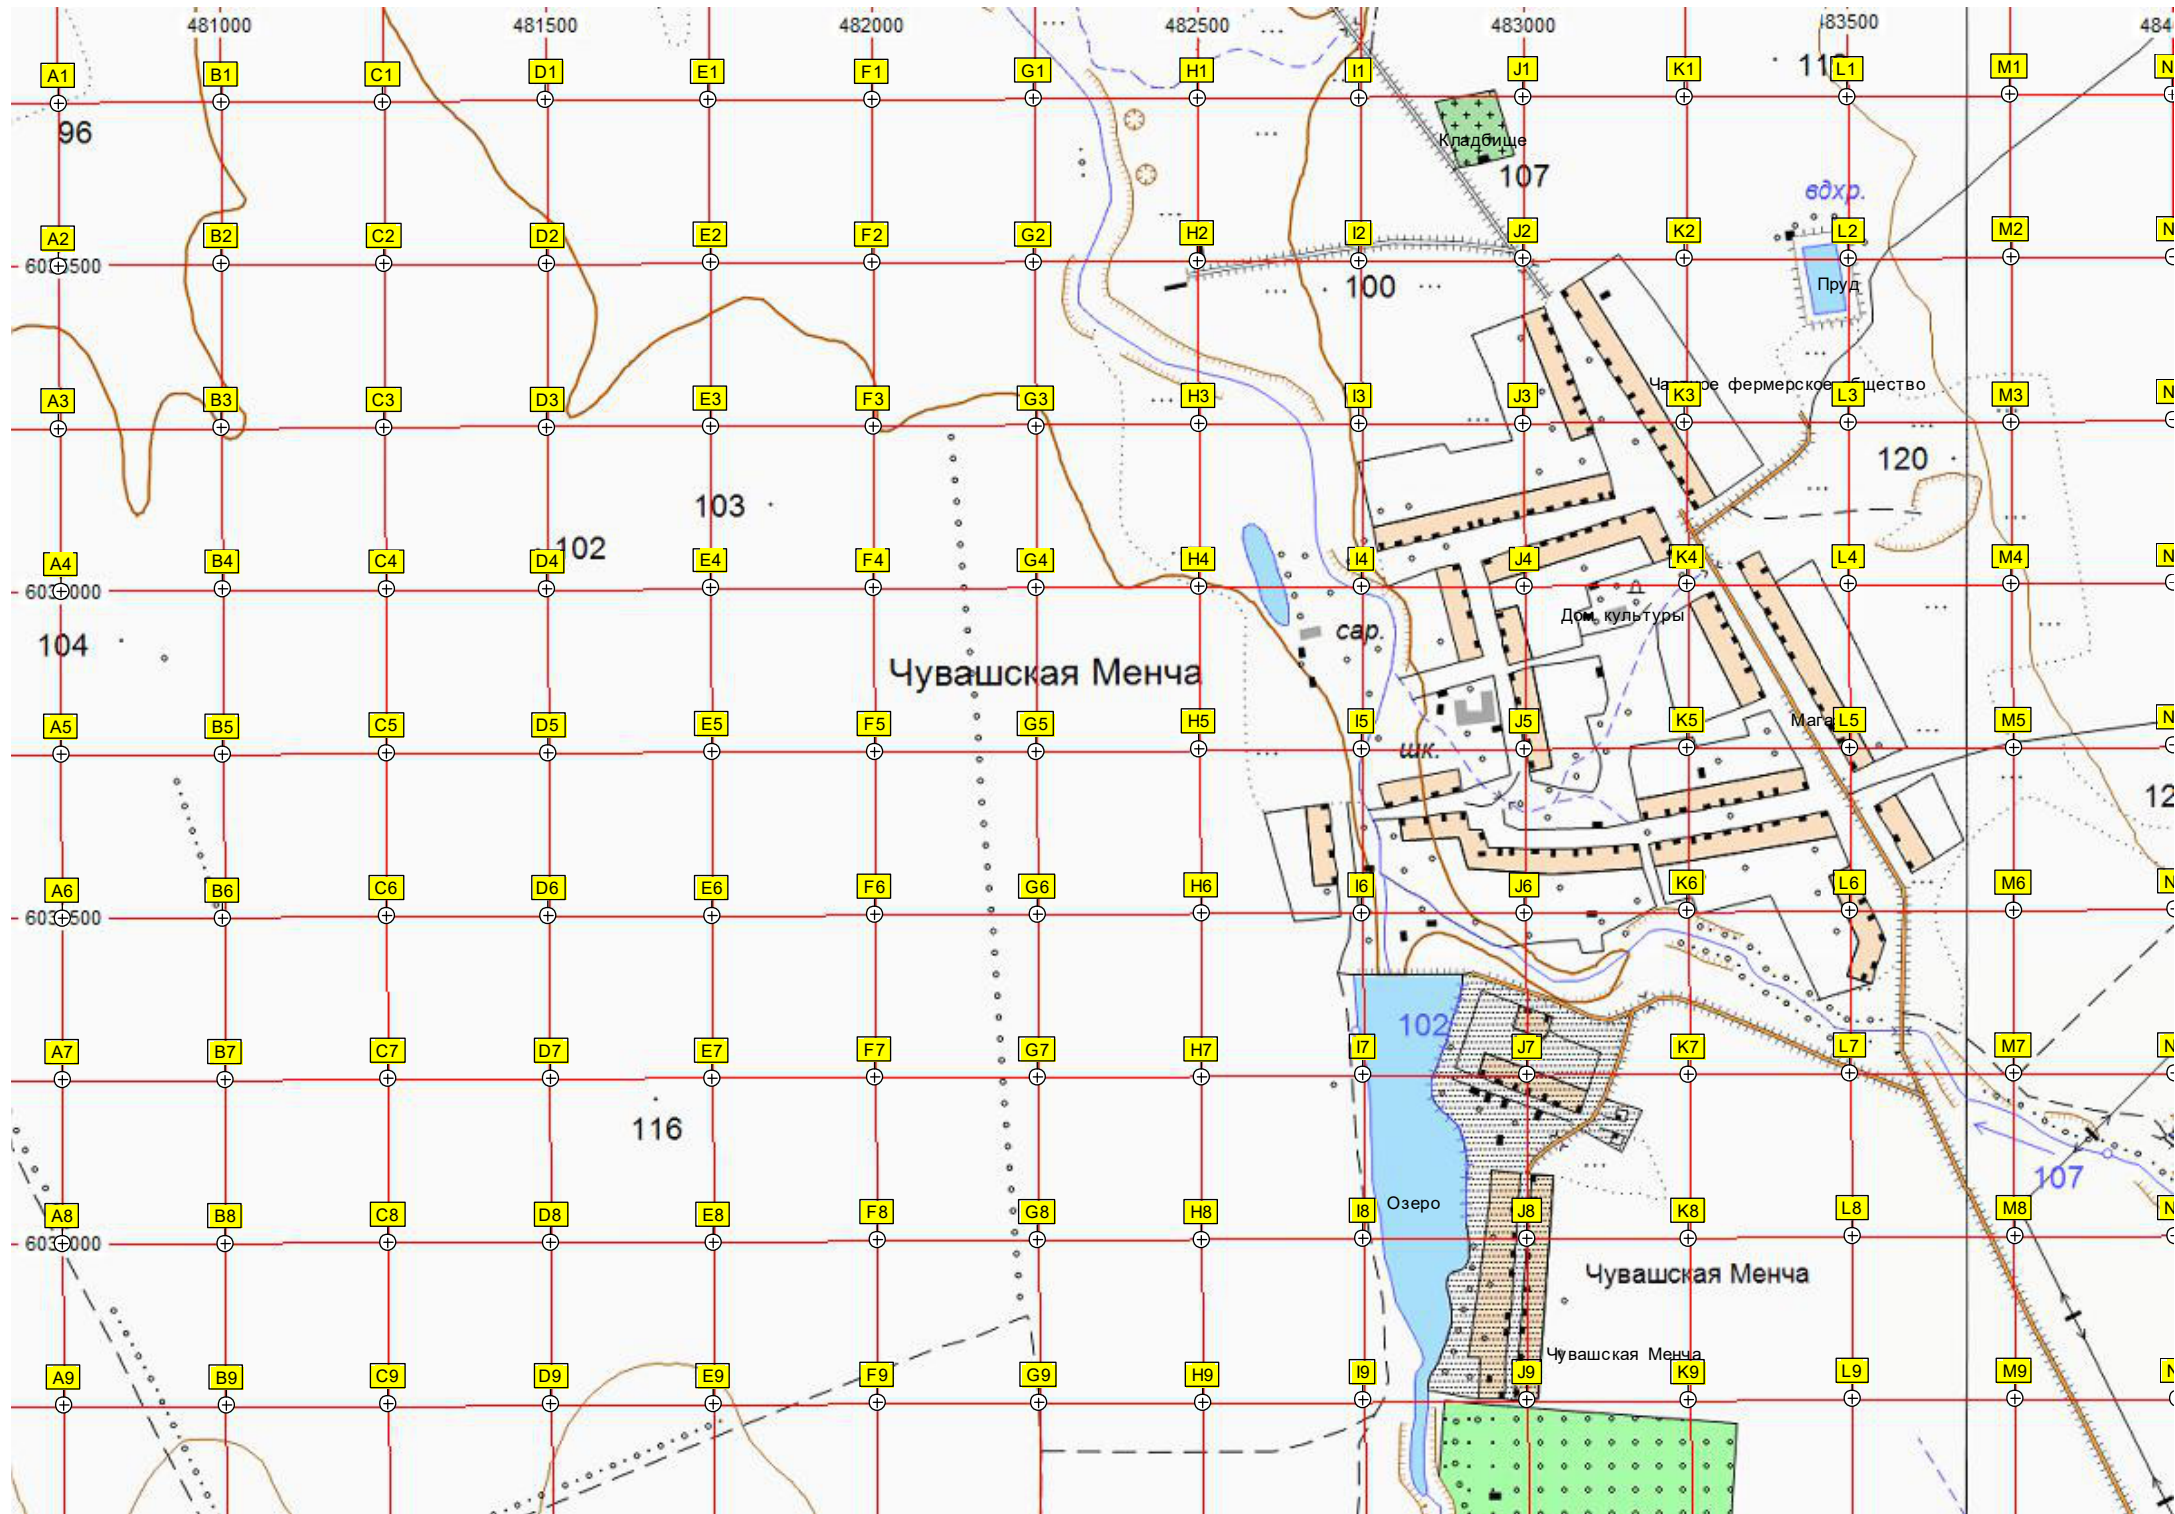 481000 481500 482000 482500 483000 483500
A1 B1 C1 D1 E1 F1 G1 H1 I1 J1 K1 L1 M1
96
Кладбище
107
вдхр.
A2 B2 C2 D2 E2 F2 G2 H2 I2 J2 K2 L2 M2
100
Пруд
фермерское
A3 B3 C3 D3 E3 F3 G3 H3 I3 J3 K3 L3 M3
120
103
102
A4 B4 C4 D4 E4 F4 G4 H4 I4 J4 K4 L4 M4
Дом культуры
сар.
104
Чувашская Менча
A5 B5 C5 D5 E5 F5 G5 H5 I5 J5 K5 L5 M5
шк.
A6 B6 C6 D6 E6 F6 G6 H6 I6 J6 K6 L6 M6
102
A7 B7 C7 D7 E7 F7 G7 H7 I7 J7 K7 L7 M7
116
107
Озеро
A8 B8 C8 D8 E8 F8 G8 H8 I8 J8 K8 L8 M8
Чувашская Менча
Чувашская Менча
A9 B9 C9 D9 E9 F9 G9 H9 I9 J9 K9 L9 M9